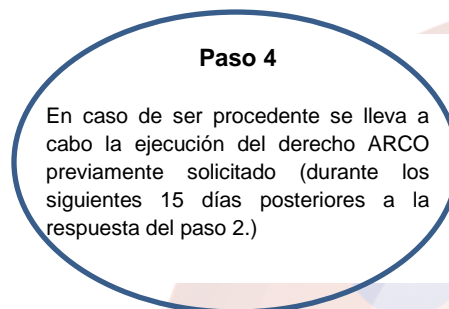 Paso 4
En caso de ser procedente se lleva a
cabo la ejecución del derecho ARCO
previamente solicitado (durante los
siguientes 15 días posteriores a la
respuesta del paso 2.)